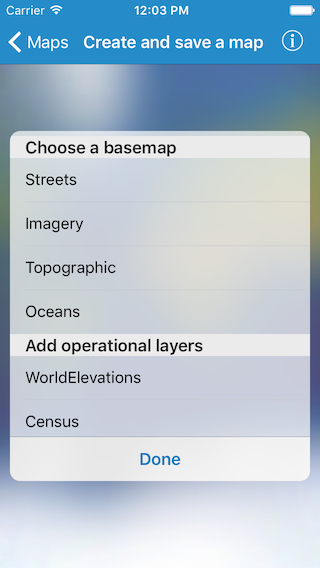 Carrier 12:03 PM
Maps Create and save a map
Choose a basemap
Streets
Imagery
Topographic
Oceans
Add operational layers
WorldElevations
Census
Done